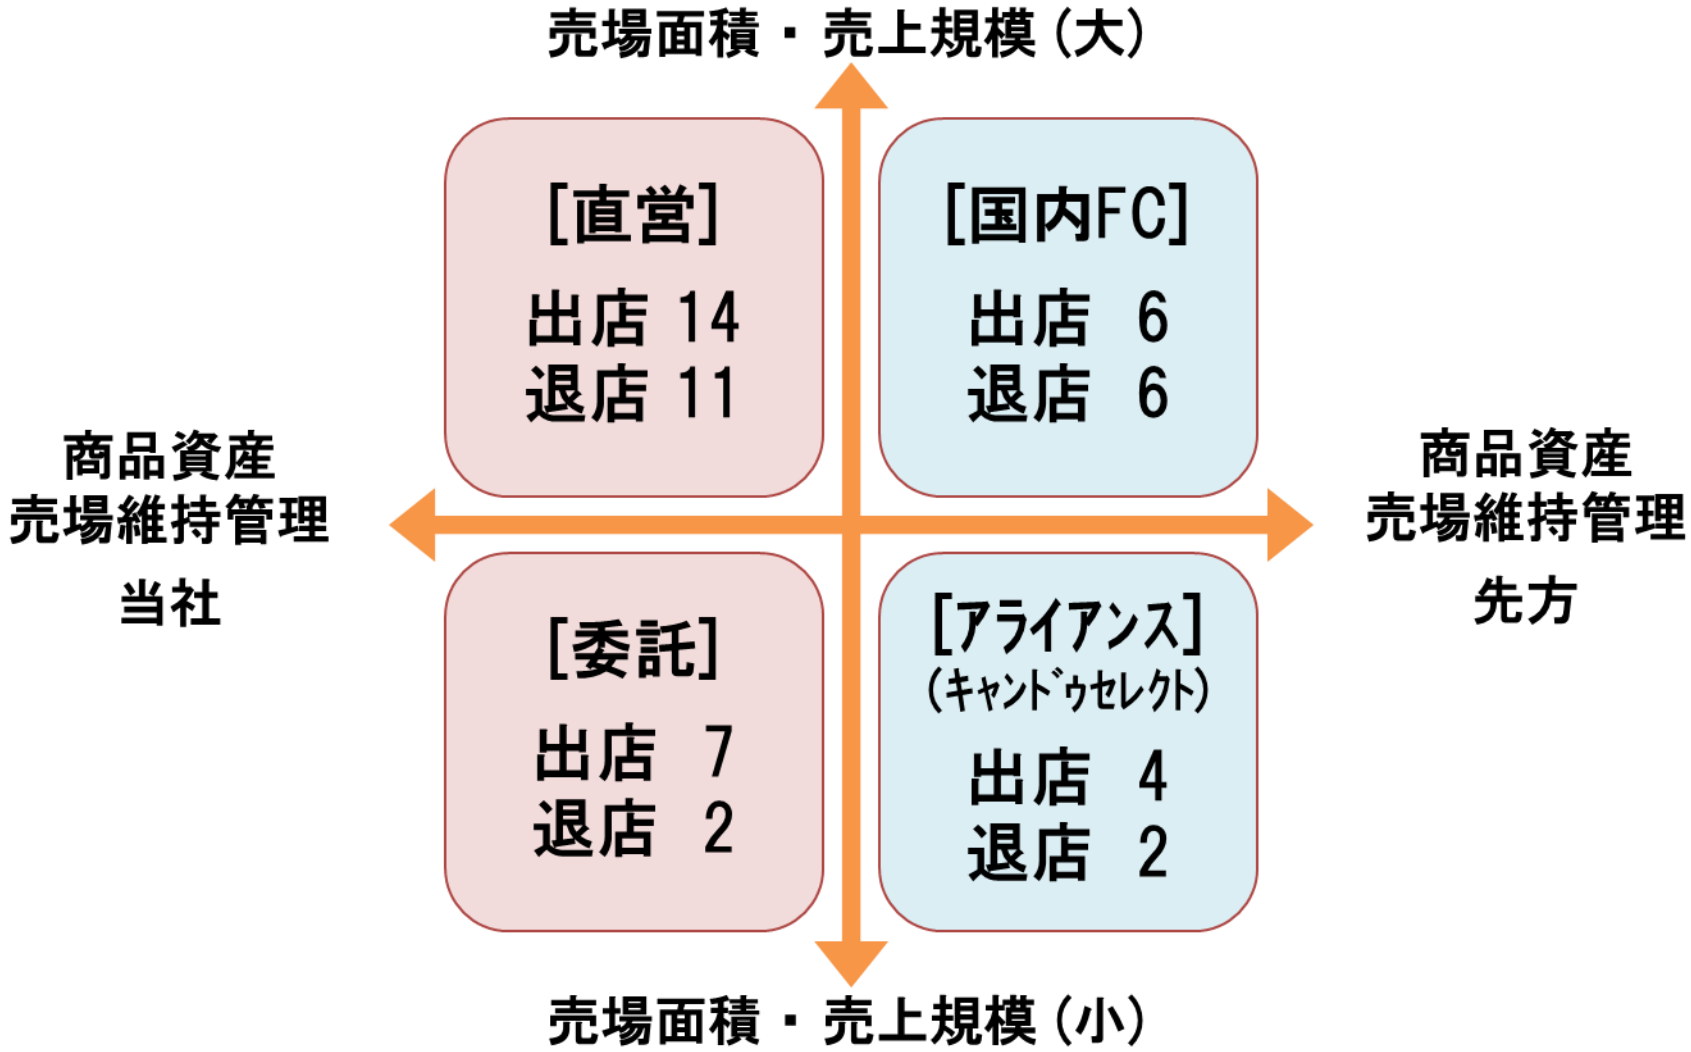 売場面積・売上規模(大)
[直営]
出店 14
退店 11
[国内FC]
出店 6
退店 6
商品資産
売場維持管理
当社
商品資産
売場維持管理
先方
[委託]
出店 7
退店 2
[アライアンス]
(キャンドゥセレクト)
出店 4
退店 2
売場面積・売上規模(小)